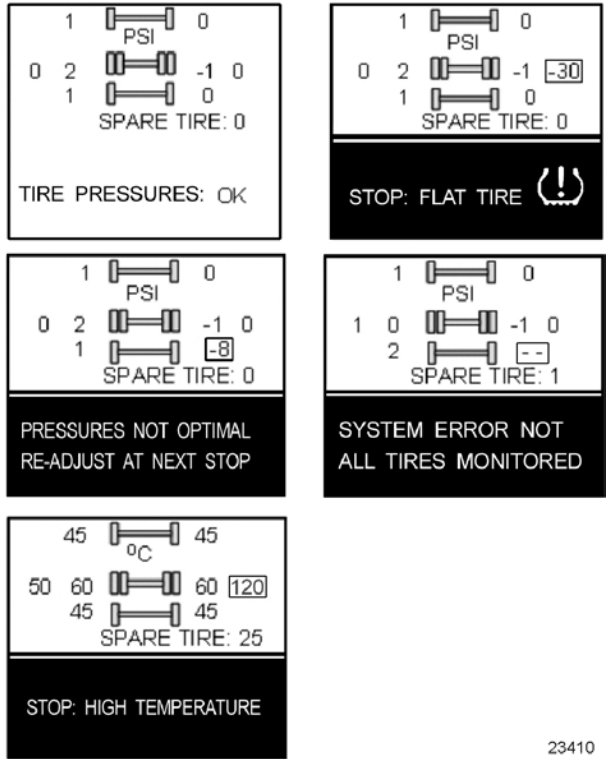 1 0
PSI
0 2 -1 0
1 0
SPARE TIRE: 0
TIRE PRESSURES: OK
1 0
PSI
0 2 -1 -30
1 0
SPARE TIRE: 0
STOP: FLAT TIRE (!)
1 0
PSI
0 2 -1 0
1 -8
SPARE TIRE: 0
PRESSURES NOT OPTIMAL
RE-ADJUST AT NEXT STOP
1 0
PSI
1 0 -1 0
2 --
SPARE TIRE: 1
SYSTEM ERROR NOT
ALL TIRES MONITORED
45 45
ºC
50 60 60 120
45 45
SPARE TIRE: 25
STOP: HIGH TEMPERATURE
23410